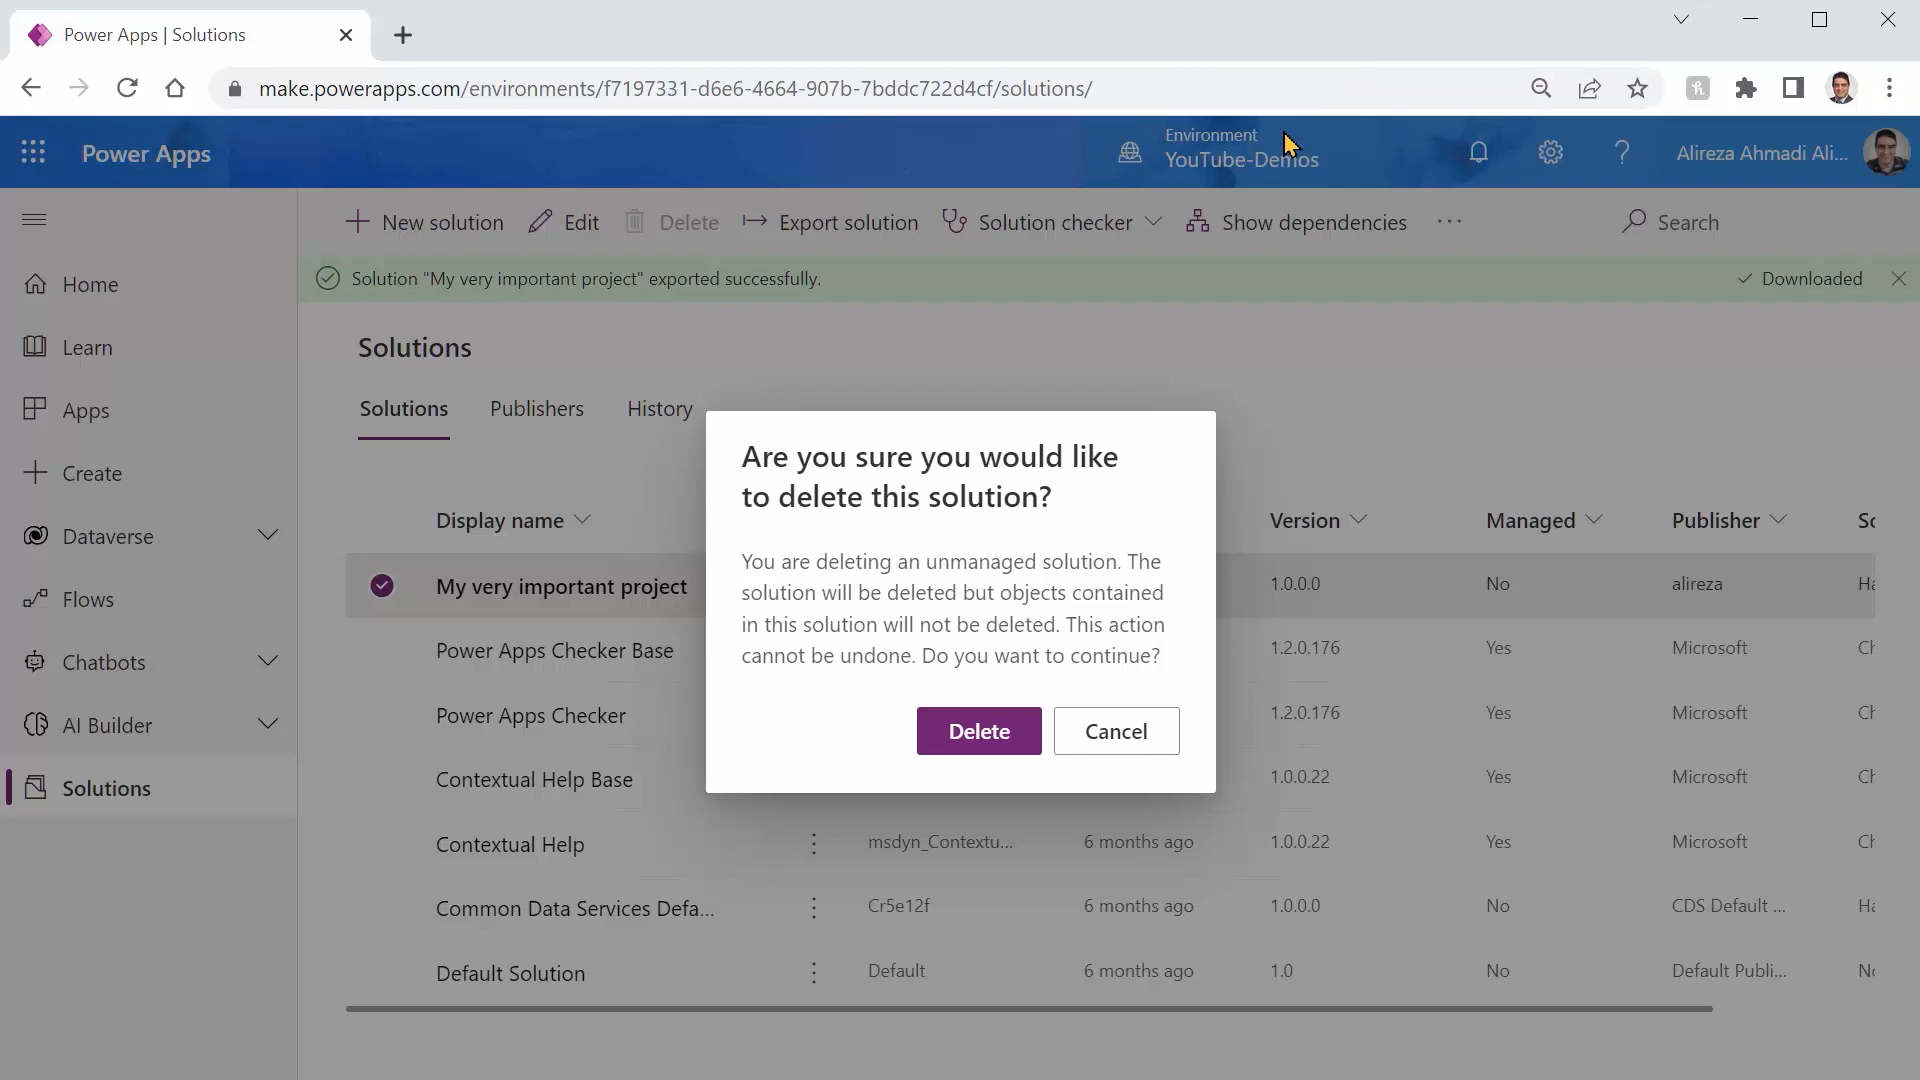 Power Apps | Solutions
make.powerapps.com/environments/f7197331-d6e6-4664-907b-7bddc722d4cf/solutions/
Power Apps
Environment
YouTube-Demos
Alireza Ahmadi Ali...
New solution
Edit
Delete
Export solution
Solution checker
Show dependencies
Search
Solution "My very important project" exported successfully.
Downloaded
Home
Learn
Apps
Create
Dataverse
Flows
Chatbots
AI Builder
Solutions
Solutions
Solutions Publishers History
Display name Version Managed Publisher
My very important project 1.0.0.0 No alireza
Power Apps Checker Base 1.2.0.176 Yes Microsoft
Power Apps Checker 1.2.0.176 Yes Microsoft
Contextual Help Base 1.0.0.22 Yes Microsoft
Contextual Help msdyn_Contextu... 6 months ago 1.0.0.22 Yes Microsoft
Common Data Services Defa... Cr5e12f 6 months ago 1.0.0.0 No CDS Default ...
Default Solution Default 6 months ago 1.0 No Default Publi...
Are you sure you would like
to delete this solution?
You are deleting an unmanaged solution. The
solution will be deleted but objects contained
in this solution will not be deleted. This action
cannot be undone. Do you want to continue?
Delete
Cancel